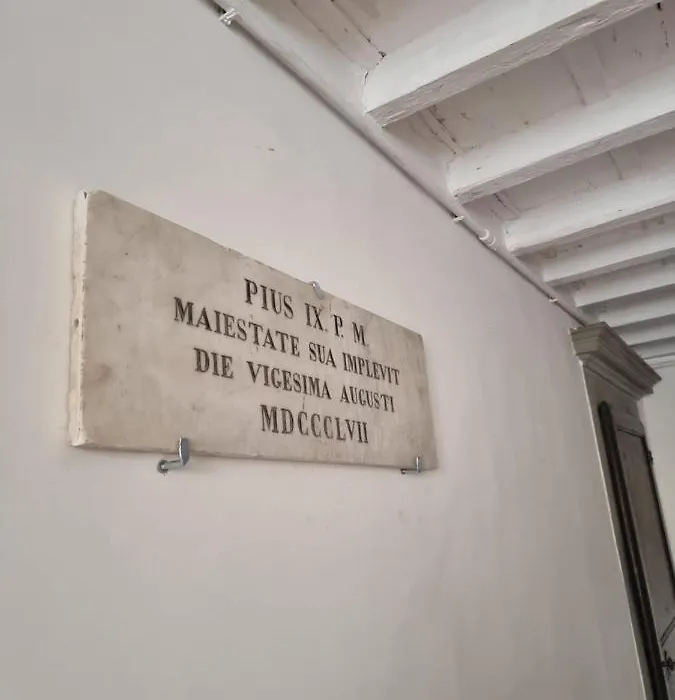 PIUS IX. P. M.
MAIESTATE SUA IMPLEVIT
DIE VIGESIMA AUGUSTI
MDCCCLVII